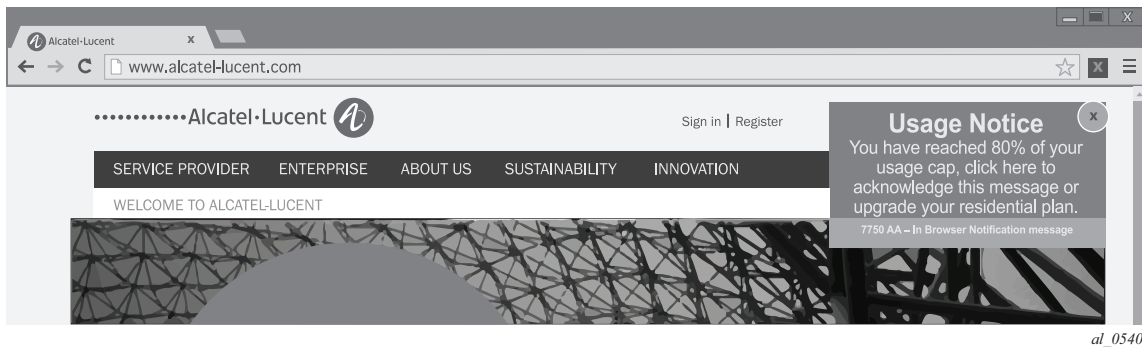 Alcatel·Lucent x
X
www.alcatel-lucent.com X
Alcatel·Lucent
Sign in | Register
SERVICE PROVIDER ENTERPRISE ABOUT US SUSTAINABILITY INNOVATION
WELCOME TO ALCATEL-LUCENT
x
Usage Notice
You have reached 80% of your
usage cap, click here to
acknowledge this message or
upgrade your residential plan.
7750 AA – In Browser Notification message
al_0540